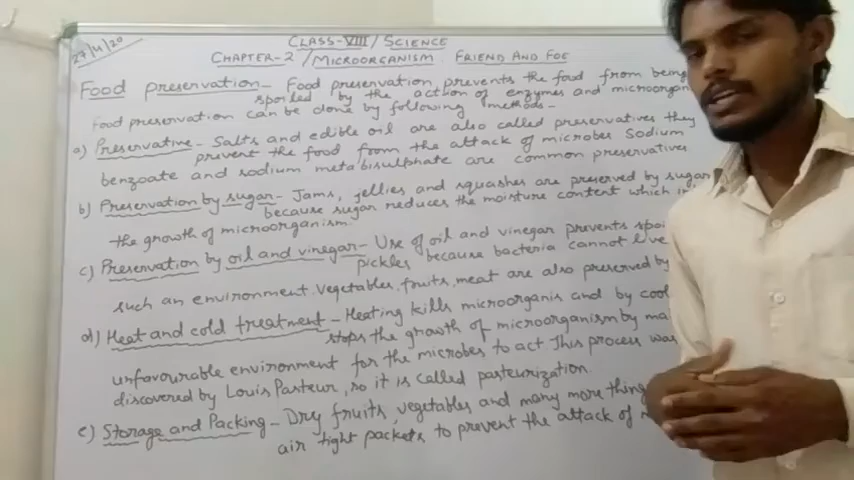 27/4/20
CLASS-VIII / SCIENCE
CHAPTER-2 / MICROORGANISM FRIEND AND FOE
Food preservation- Food preservation prevents the food from being
spoiled by the action of enzymes and microorgan
Food preservation can be done by following methods-
a) Preservative- Salts and edible oil are also called preservatives they
prevent the food from the attack of microbes Sodium
benzoate and sodium metabisulphate are common preservatives
b) Preservation by sugar- Jams, jellies and squashes are preserved by sugar
because sugar reduces the moisture content which in
the growth of microorganism.
c) Preservation by oil and vinegar- Use of oil and vinegar prevents spoi
pickles because bacteria cannot live
such an environment. Vegetables, fruits, meat are also preserved by
d) Heat and cold treatment- Heating kills microorganis and by cool
stops the growth of microorganism by ma
unfavourable environment for the microbes to act This process was
discovered by Louis Pasteur, so it is called pasteurization.
e) Storage and Packing- Dry fruits, vegetables and many more thing
air tight packets to prevent the attack of m